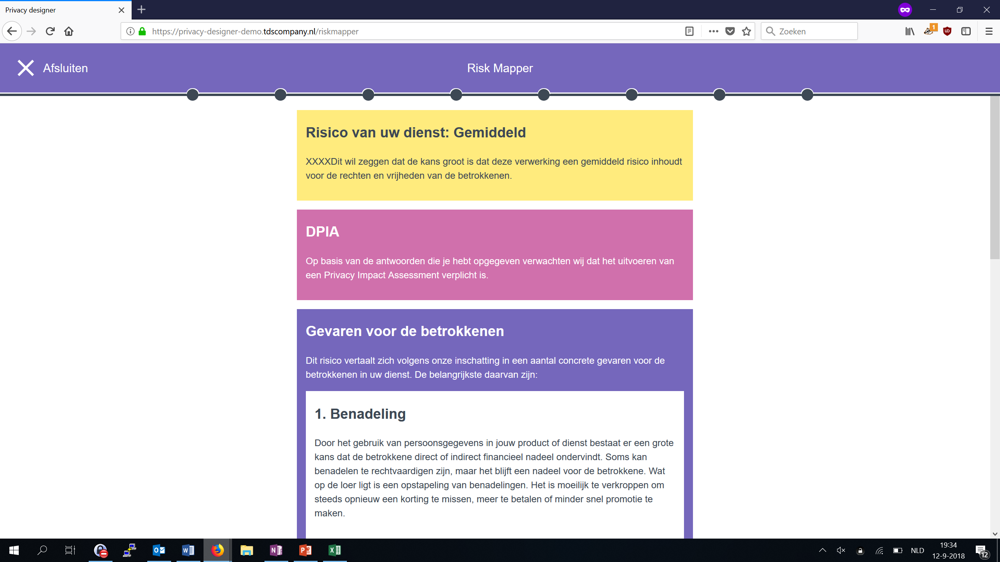 Privacy designer
https://privacy-designer-demo.tdscompany.nl/riskmapper
Zoeken
1
Afsluiten
Risk Mapper
Risico van uw dienst: Gemiddeld
XXXXDit wil zeggen dat de kans groot is dat deze verwerking een gemiddeld risico inhoudt
voor de rechten en vrijheden van de betrokkenen.
DPIA
Op basis van de antwoorden die je hebt opgegeven verwachten wij dat het uitvoeren van
een Privacy Impact Assessment verplicht is.
Gevaren voor de betrokkenen
Dit risico vertaalt zich volgens onze inschatting in een aantal concrete gevaren voor de
betrokkenen in uw dienst. De belangrijkste daarvan zijn:
1. Benadeling
Door het gebruik van persoonsgegevens in jouw product of dienst bestaat er een grote
kans dat de betrokkene direct of indirect financieel nadeel ondervindt. Soms kan
benadelen te rechtvaardigen zijn, maar het blijft een nadeel voor de betrokkene. Wat
op de loer ligt is een opstapeling van benadelingen. Het is moeilijk te verkroppen om
steeds opnieuw een korting te missen, meer te betalen of minder snel promotie te
maken.
NLD
19:34
12-9-2018
12